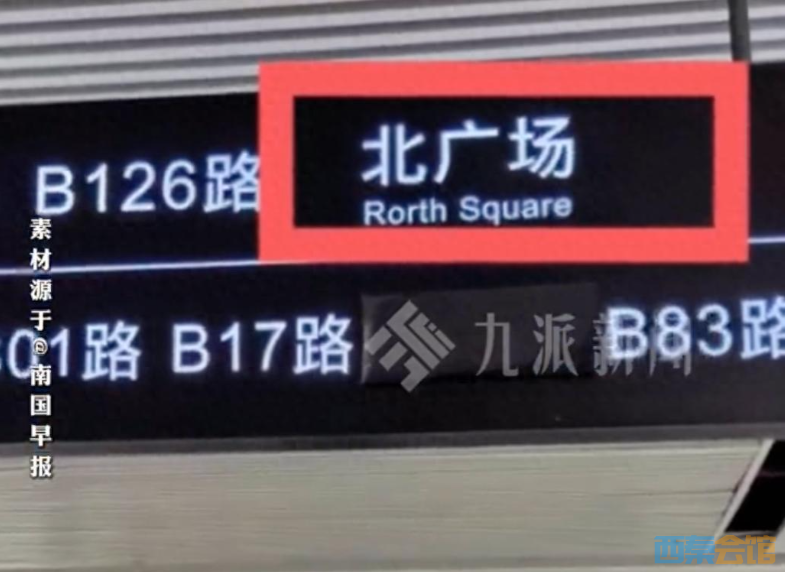 B126路
北广场
Rorth Square
素材源于@南国早报
01路 B17路
B83路
九派新闻
西秦会馆